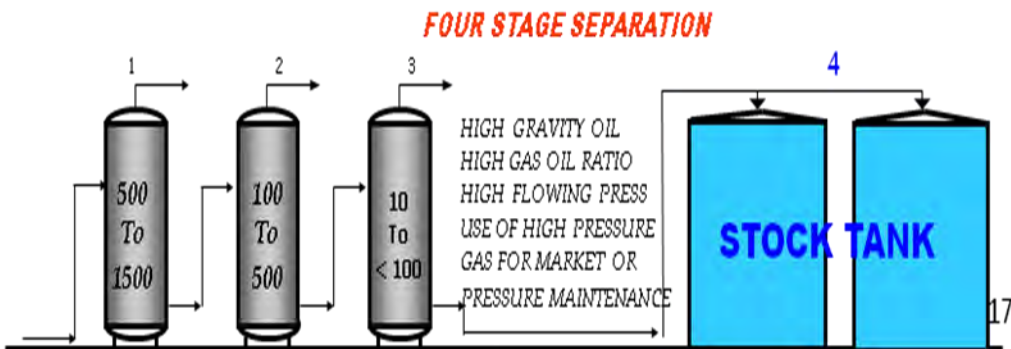 FOUR STAGE SEPARATION
1
2
3
4
500
To
1500
100
To
500
10
To
< 100
HIGH GRAVITY OIL
HIGH GAS OIL RATIO
HIGH FLOWING PRESS
USE OF HIGH PRESSURE
GAS FOR MARKET OR
PRESSURE MAINTENANCE
STOCK TANK
17